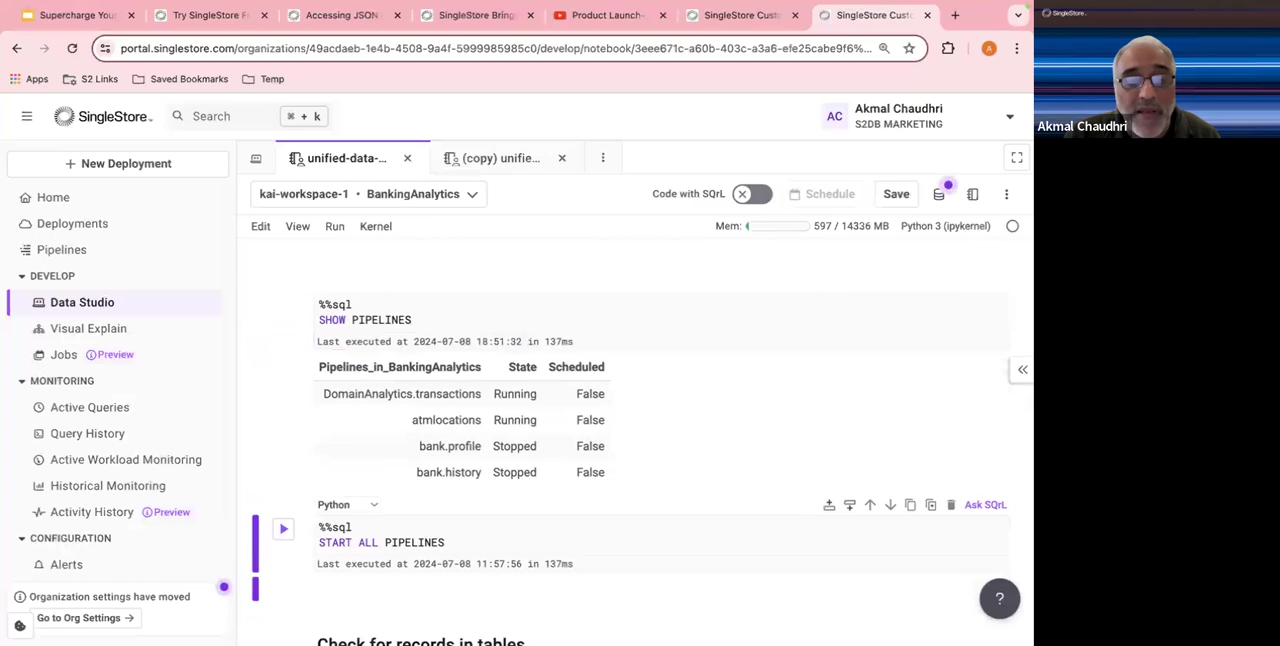 Supercharge Your
Try SingleStore F
Accessing JSON
SingleStore Bring
Product Launch-
SingleStore Cust
SingleStore Cust
SingleStore
portal.singlestore.com/organizations/49acdaeb-1e4b-4508-9a4f-5999985985c0/develop/notebook/3eee671c-a60b-403c-a3a6-efe25cabe9f6%...
A
Apps
S2 Links
Saved Bookmarks
Temp
SingleStore
Search
⌘ + k
AC
Akmal Chaudhri
S2DB MARKETING
Akmal Chaudhri
+ New Deployment
unified-data-...
(copy) unifie...
Home
kai-workspace-1 • BankingAnalytics
Code with SQrL
Schedule
Save
Deployments
Edit
View
Run
Kernel
Mem:
597 / 14336 MB
Python 3 (ipykernel)
Pipelines
DEVELOP
Data Studio
Visual Explain
Jobs
Preview
MONITORING
Active Queries
Query History
Active Workload Monitoring
Historical Monitoring
Activity History
Preview
CONFIGURATION
Alerts
Organization settings have moved
Go to Org Settings →
%%sql
SHOW PIPELINES
Last executed at 2024-07-08 18:51:32 in 137ms
Pipelines_in_BankingAnalytics State Scheduled
DomainAnalytics.transactions Running False
atmlocations Running False
bank.profile Stopped False
bank.history Stopped False
Python
Ask SQrL
%%sql
START ALL PIPELINES
Last executed at 2024-07-08 11:57:56 in 137ms
?
Check for records in tables